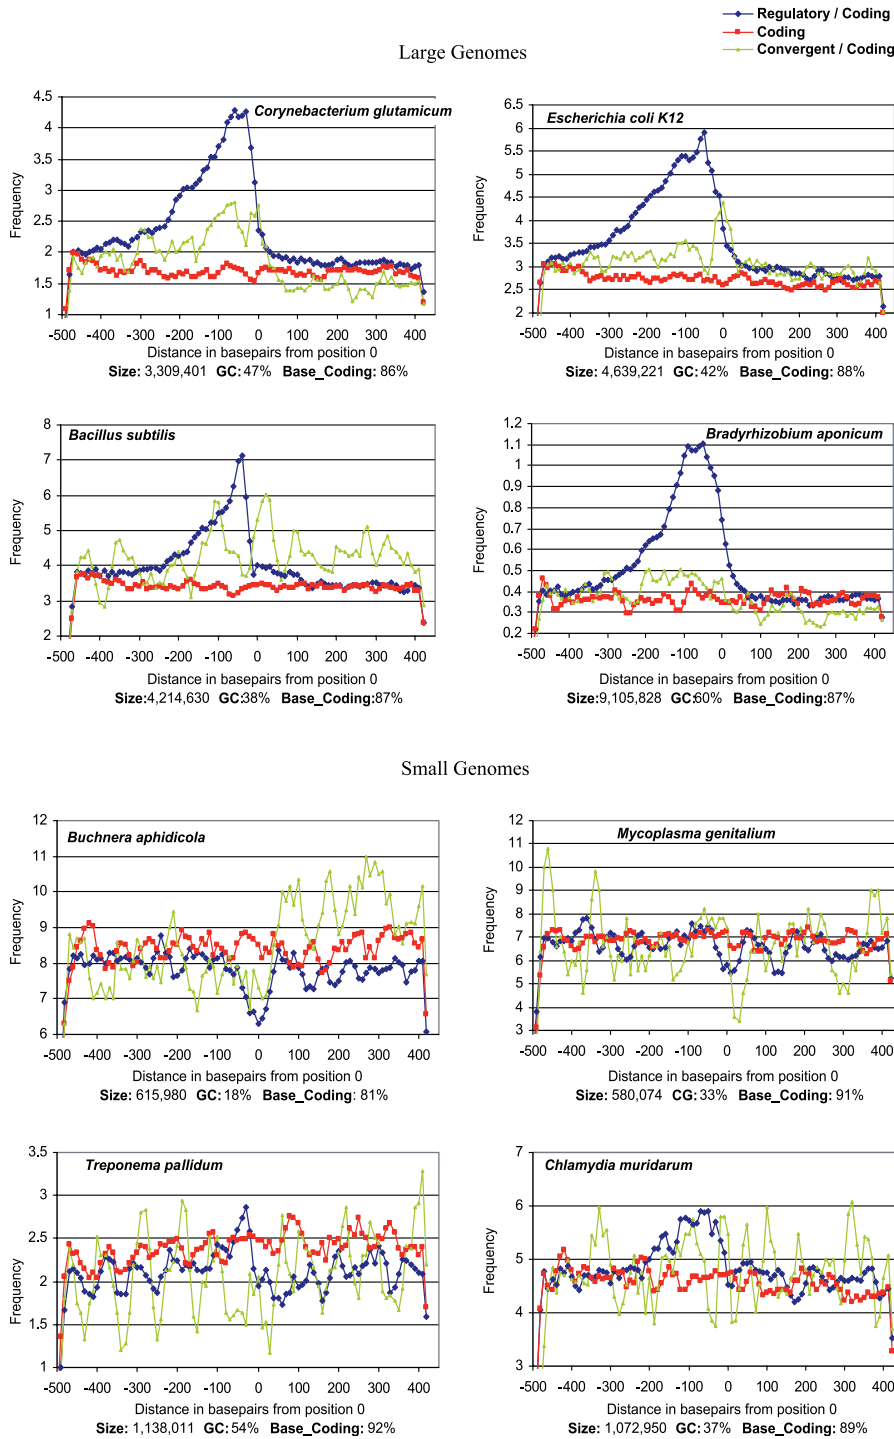 Regulatory / Coding
Coding
Convergent / Coding
Large Genomes
Corynebacterium glutamicum
Frequency
4.5
4
3.5
3
2.5
2
1.5
1
-500 -400 -300 -200 -100 0 100 200 300 400
Distance in basepairs from position 0
Size: 3,309,401 GC: 47% Base_Coding: 86%
Escherichia coli K12
Frequency
6.5
6
5.5
5
4.5
4
3.5
3
2.5
2
-500 -400 -300 -200 -100 0 100 200 300 400
Distance in basepairs from position 0
Size: 4,639,221 GC: 42% Base_Coding: 88%
Bacillus subtilis
Frequency
8
7
6
5
4
3
2
-500 -400 -300 -200 -100 0 100 200 300 400
Distance in basepairs from position 0
Size:4,214,630 GC:38% Base_Coding:87%
Bradyrhizobium aponicum
Frequency
1.2
1.1
1
0.9
0.8
0.7
0.6
0.5
0.4
0.3
0.2
-500 -400 -300 -200 -100 0 100 200 300 400
Distance in basepairs from position 0
Size:9,105,828 GC:60% Base_Coding:87%
Small Genomes
Buchnera aphidicola
Frequency
12
11
10
9
8
7
6
-500 -400 -300 -200 -100 0 100 200 300 400
Distance in basepairs from position 0
Size: 615,980 GC: 18% Base_Coding: 81%
Mycoplasma genitalium
Frequency
12
11
10
9
8
7
6
5
4
3
-500 -400 -300 -200 -100 0 100 200 300 400
Distance in basepairs from position 0
Size: 580,074 CG: 33% Base_Coding: 91%
Treponema pallidum
Frequency
3.5
3
2.5
2
1.5
1
-500 -400 -300 -200 -100 0 100 200 300 400
Distance in basepairs from position 0
Size: 1,138,011 GC: 54% Base_Coding: 92%
Chlamydia muridarum
Frequency
7
6
5
4
3
-500 -400 -300 -200 -100 0 100 200 300 400
Distance in basepairs from position 0
Size: 1,072,950 GC: 37% Base_Coding: 89%